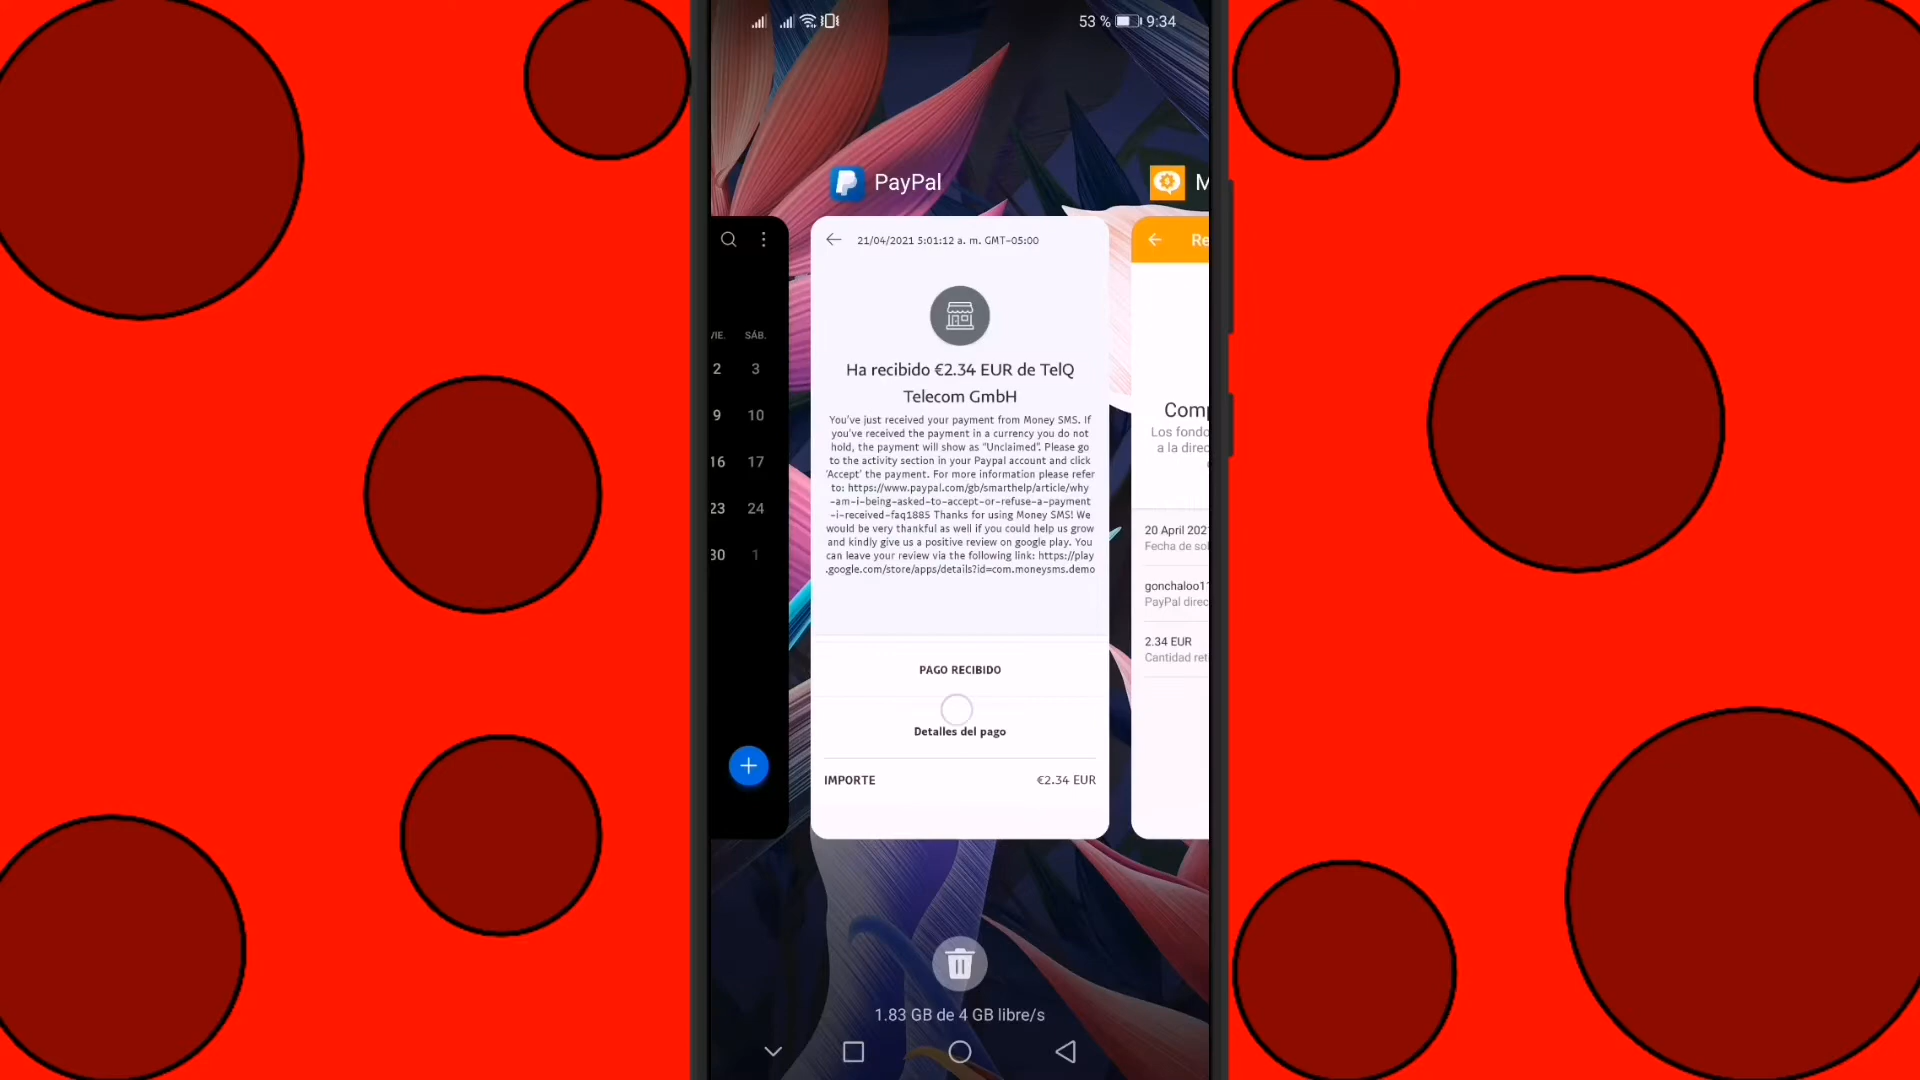 53 % 9:34
PayPal
M
VIE. SÁB.
2 3
9 10
16 17
23 24
30 1
21/04/2021 5:01:12 a. m. GMT-05:00
Ha recibido €2.34 EUR de TelQ
Telecom GmbH
You've just received your payment from Money SMS. If
you've received the payment in a currency you do not
hold, the payment will show as "Unclaimed". Please go
to the activity section in your Paypal account and click
'Accept' the payment. For more information please refer
to: https://www.paypal.com/gb/smarthelp/article/why
-am-i-being-asked-to-accept-or-refuse-a-payment
-i-received-faq1885 Thanks for using Money SMS! We
would be very thankful as well if you could help us grow
and kindly give us a positive review on google play. You
can leave your review via the following link: https://play
.google.com/store/apps/details?id=com.moneysms.demo
PAGO RECIBIDO
Detalles del pago
IMPORTE €2.34 EUR
Re
Comp
Los fondo
a la direc
20 April 202
Fecha de sol
gonchaloo1
PayPal direc
2.34 EUR
Cantidad ret
1.83 GB de 4 GB libre/s